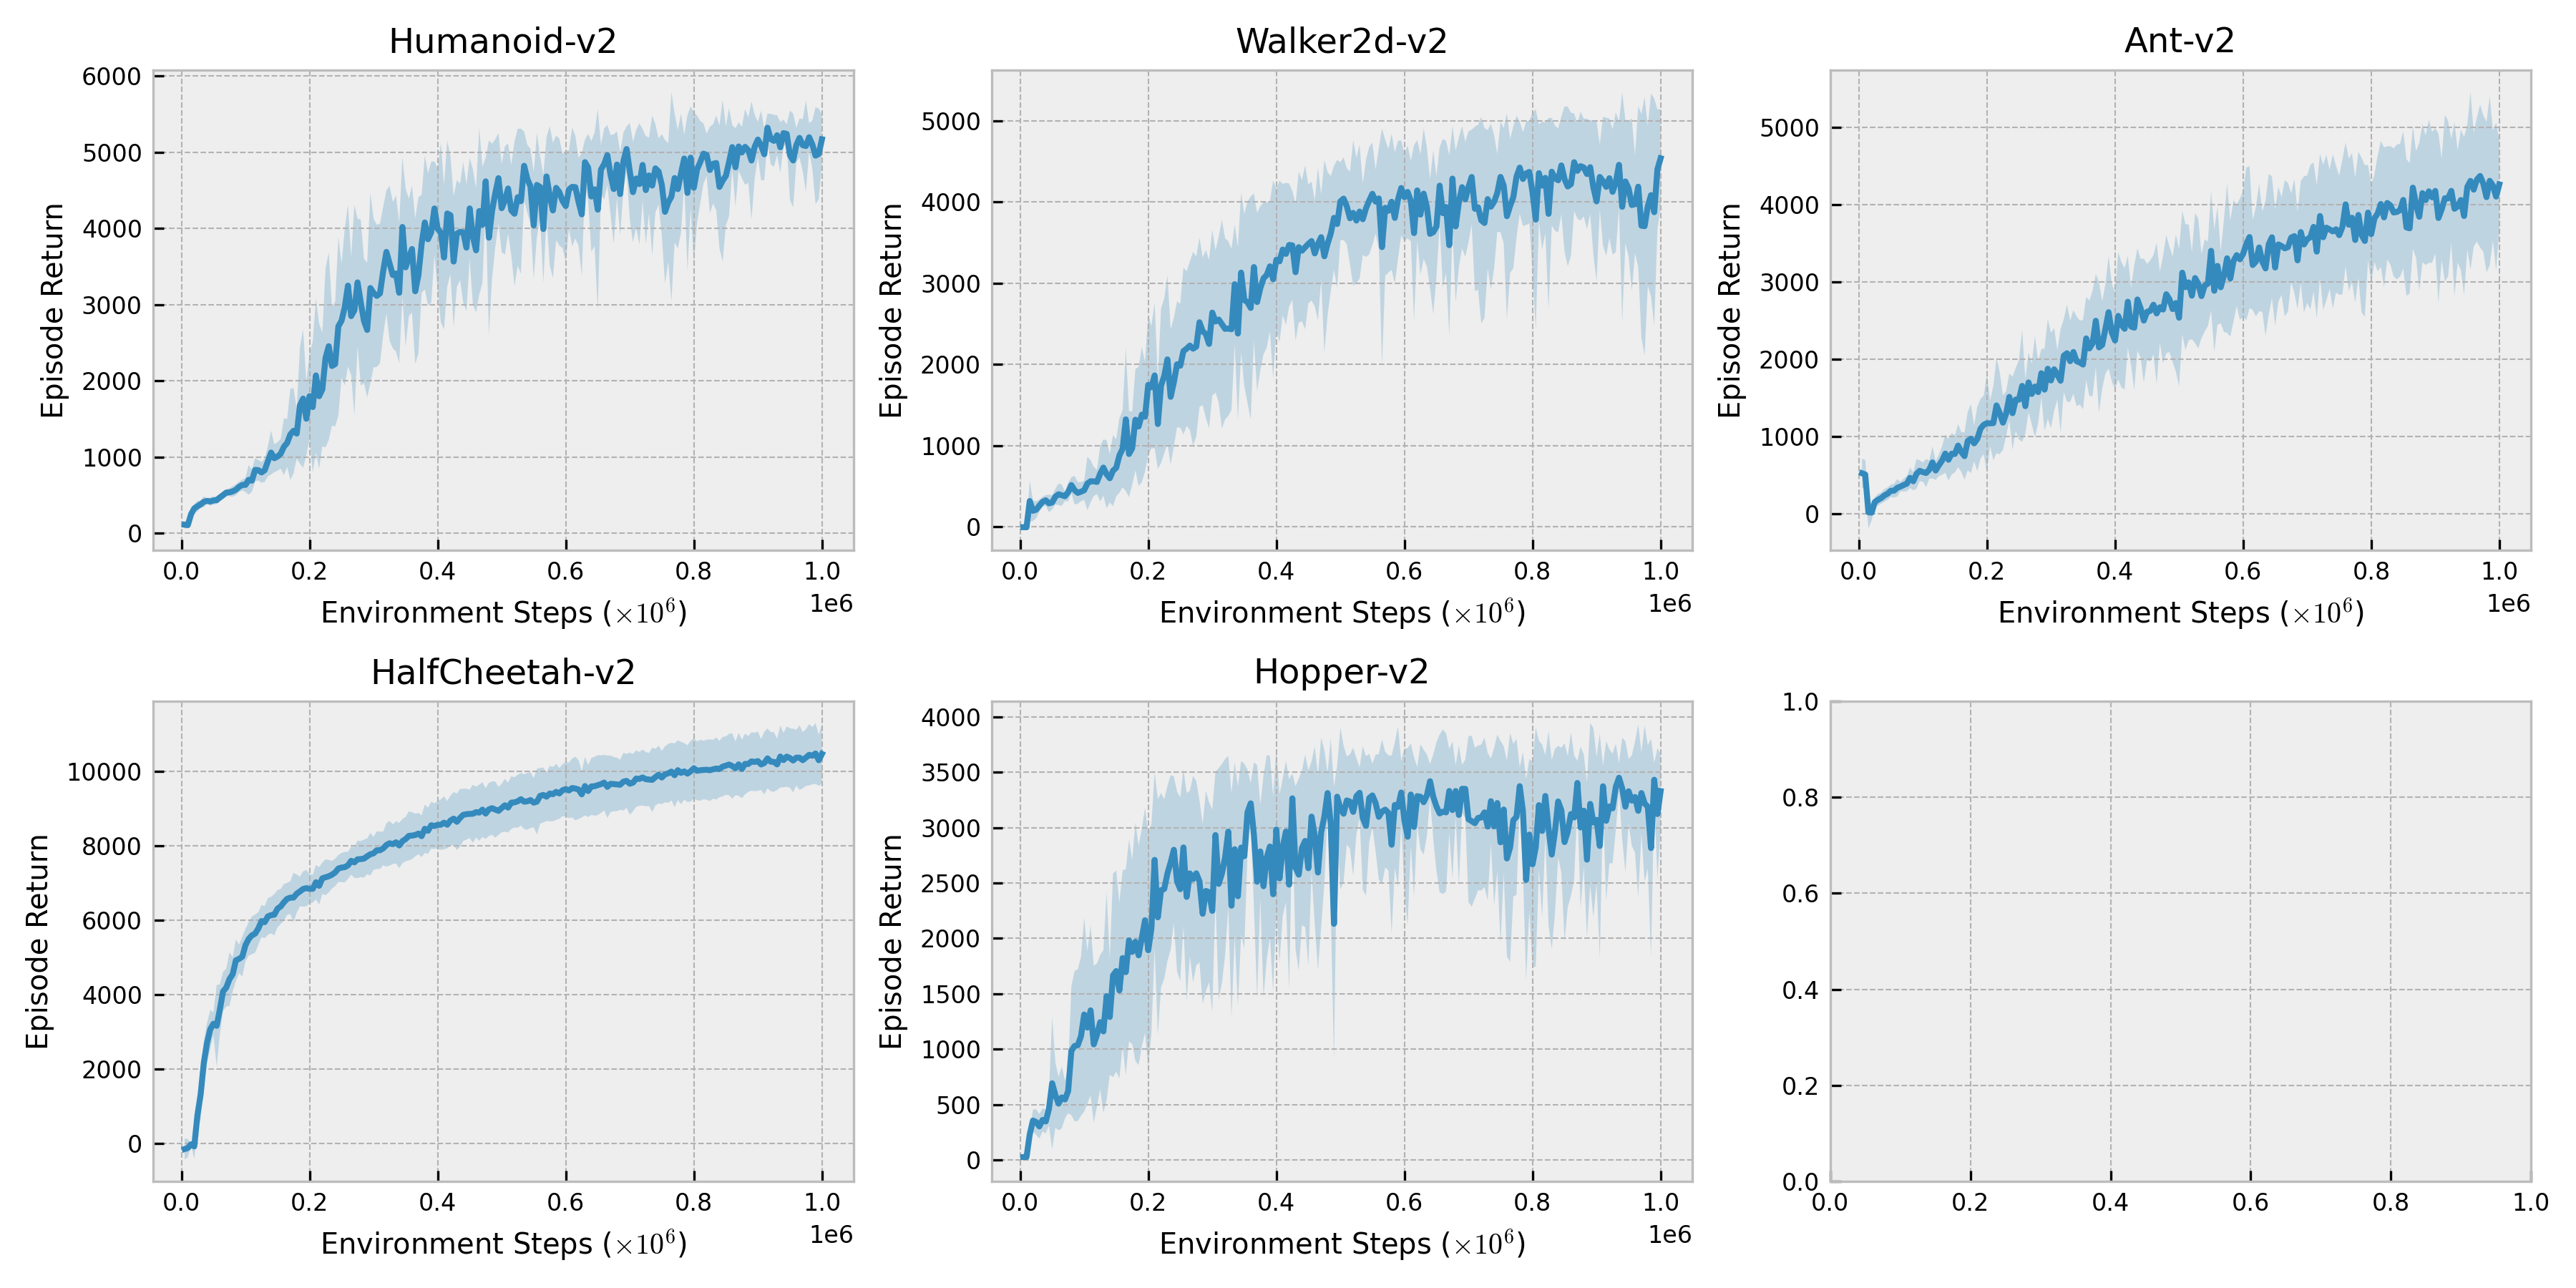 Humanoid-v2
6000
5000
4000
3000
2000
1000
0
Episode Return
0.0 0.2 0.4 0.6 0.8 1.0
1e6
Environment Steps (×10⁶)
Walker2d-v2
5000
4000
3000
2000
1000
0
Episode Return
0.0 0.2 0.4 0.6 0.8 1.0
1e6
Environment Steps (×10⁶)
Ant-v2
5000
4000
3000
2000
1000
0
Episode Return
0.0 0.2 0.4 0.6 0.8 1.0
1e6
Environment Steps (×10⁶)
HalfCheetah-v2
10000
8000
6000
4000
2000
0
Episode Return
0.0 0.2 0.4 0.6 0.8 1.0
1e6
Environment Steps (×10⁶)
Hopper-v2
4000
3500
3000
2500
2000
1500
1000
500
0
Episode Return
0.0 0.2 0.4 0.6 0.8 1.0
1e6
Environment Steps (×10⁶)
1.0
0.8
0.6
0.4
0.2
0.0
0.0 0.2 0.4 0.6 0.8 1.0